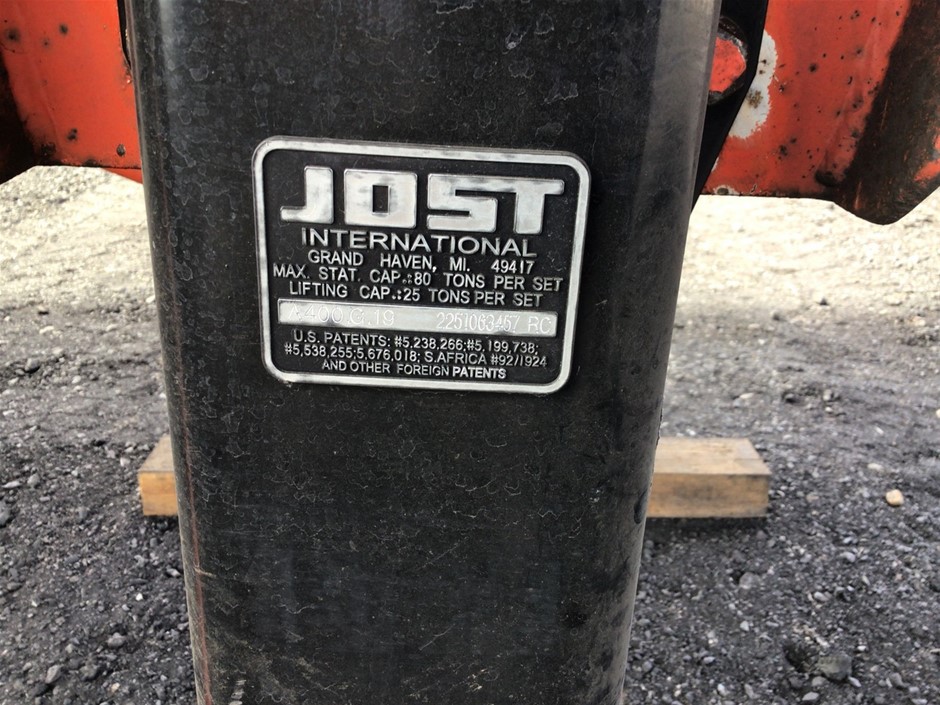 JOST
INTERNATIONAL
GRAND HAVEN, MI. 49417
MAX. STAT. CAP.:80 TONS PER SET
LIFTING CAP.:25 TONS PER SET
A400.C.19 2251063457 RC
U.S. PATENTS: #5,238,266;#5,199,738;
#5,538,255;5,676,018; S.AFRICA #92/1924
AND OTHER FOREIGN PATENTS